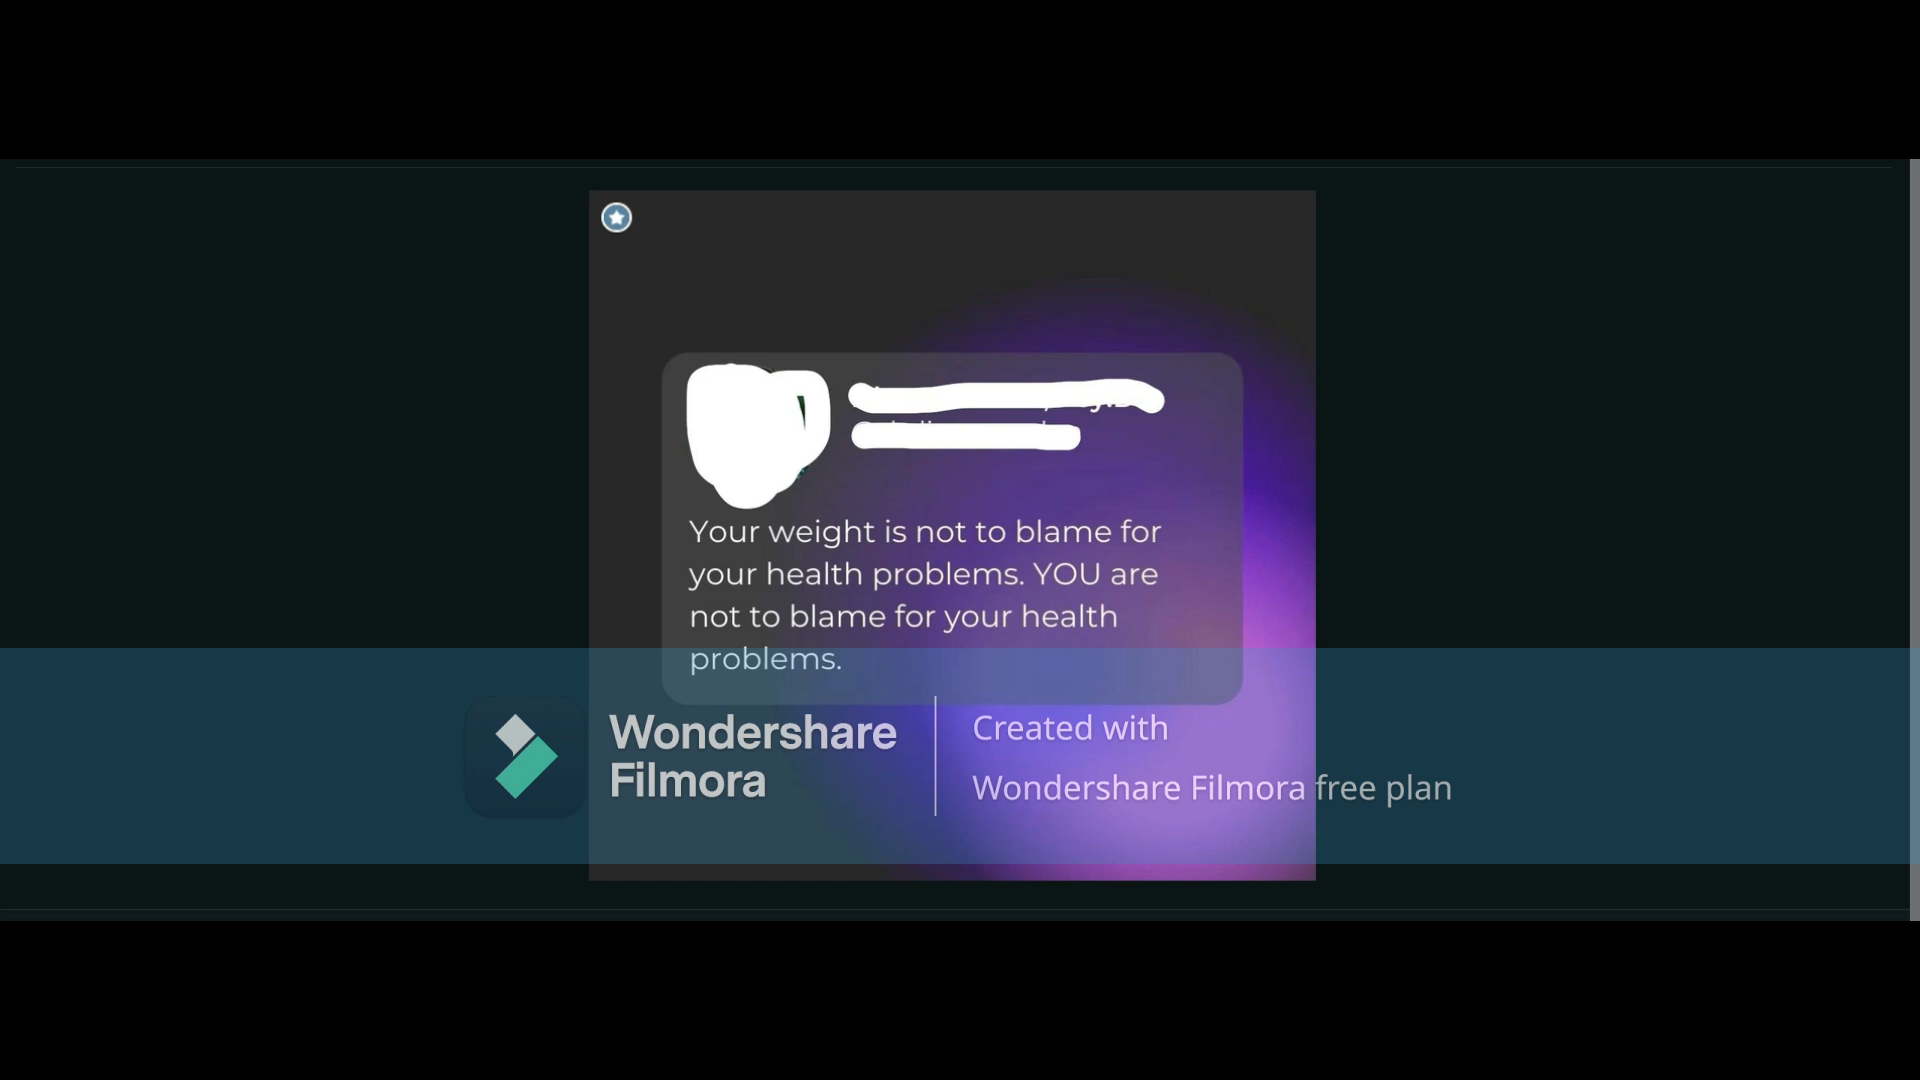 Your weight is not to blame for
your health problems. YOU are
not to blame for your health
problems.
Wondershare
Filmora
Created with
Wondershare Filmora free plan